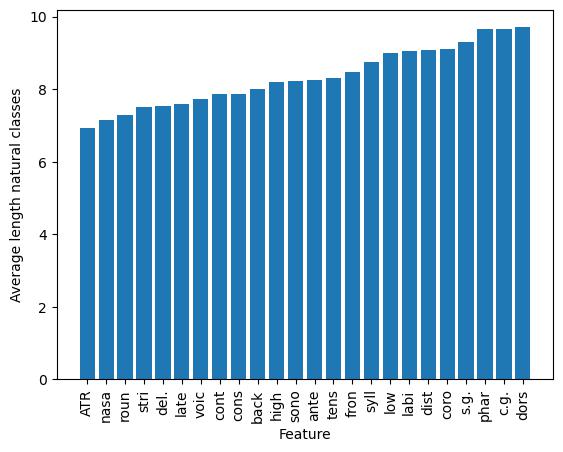 Average length natural classes
10
8
6
4
2
0
ATR nasa roun stri del. late voic cont cons back high sono ante tens fron syll low labi dist coro s.g. phar c.g. dors
Feature